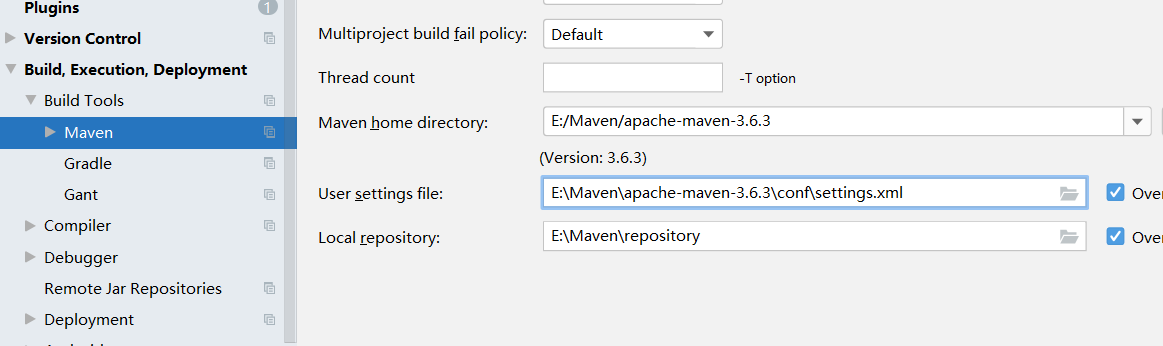 Plugins 1
Version Control
Build, Execution, Deployment
Build Tools
Maven
Gradle
Gant
Compiler
Debugger
Remote Jar Repositories
Deployment
Multiproject build fail policy: Default
Thread count -T option
Maven home directory: E:/Maven/apache-maven-3.6.3
(Version: 3.6.3)
User settings file: E:\Maven\apache-maven-3.6.3\conf\settings.xml Over
Local repository: E:\Maven\repository Over